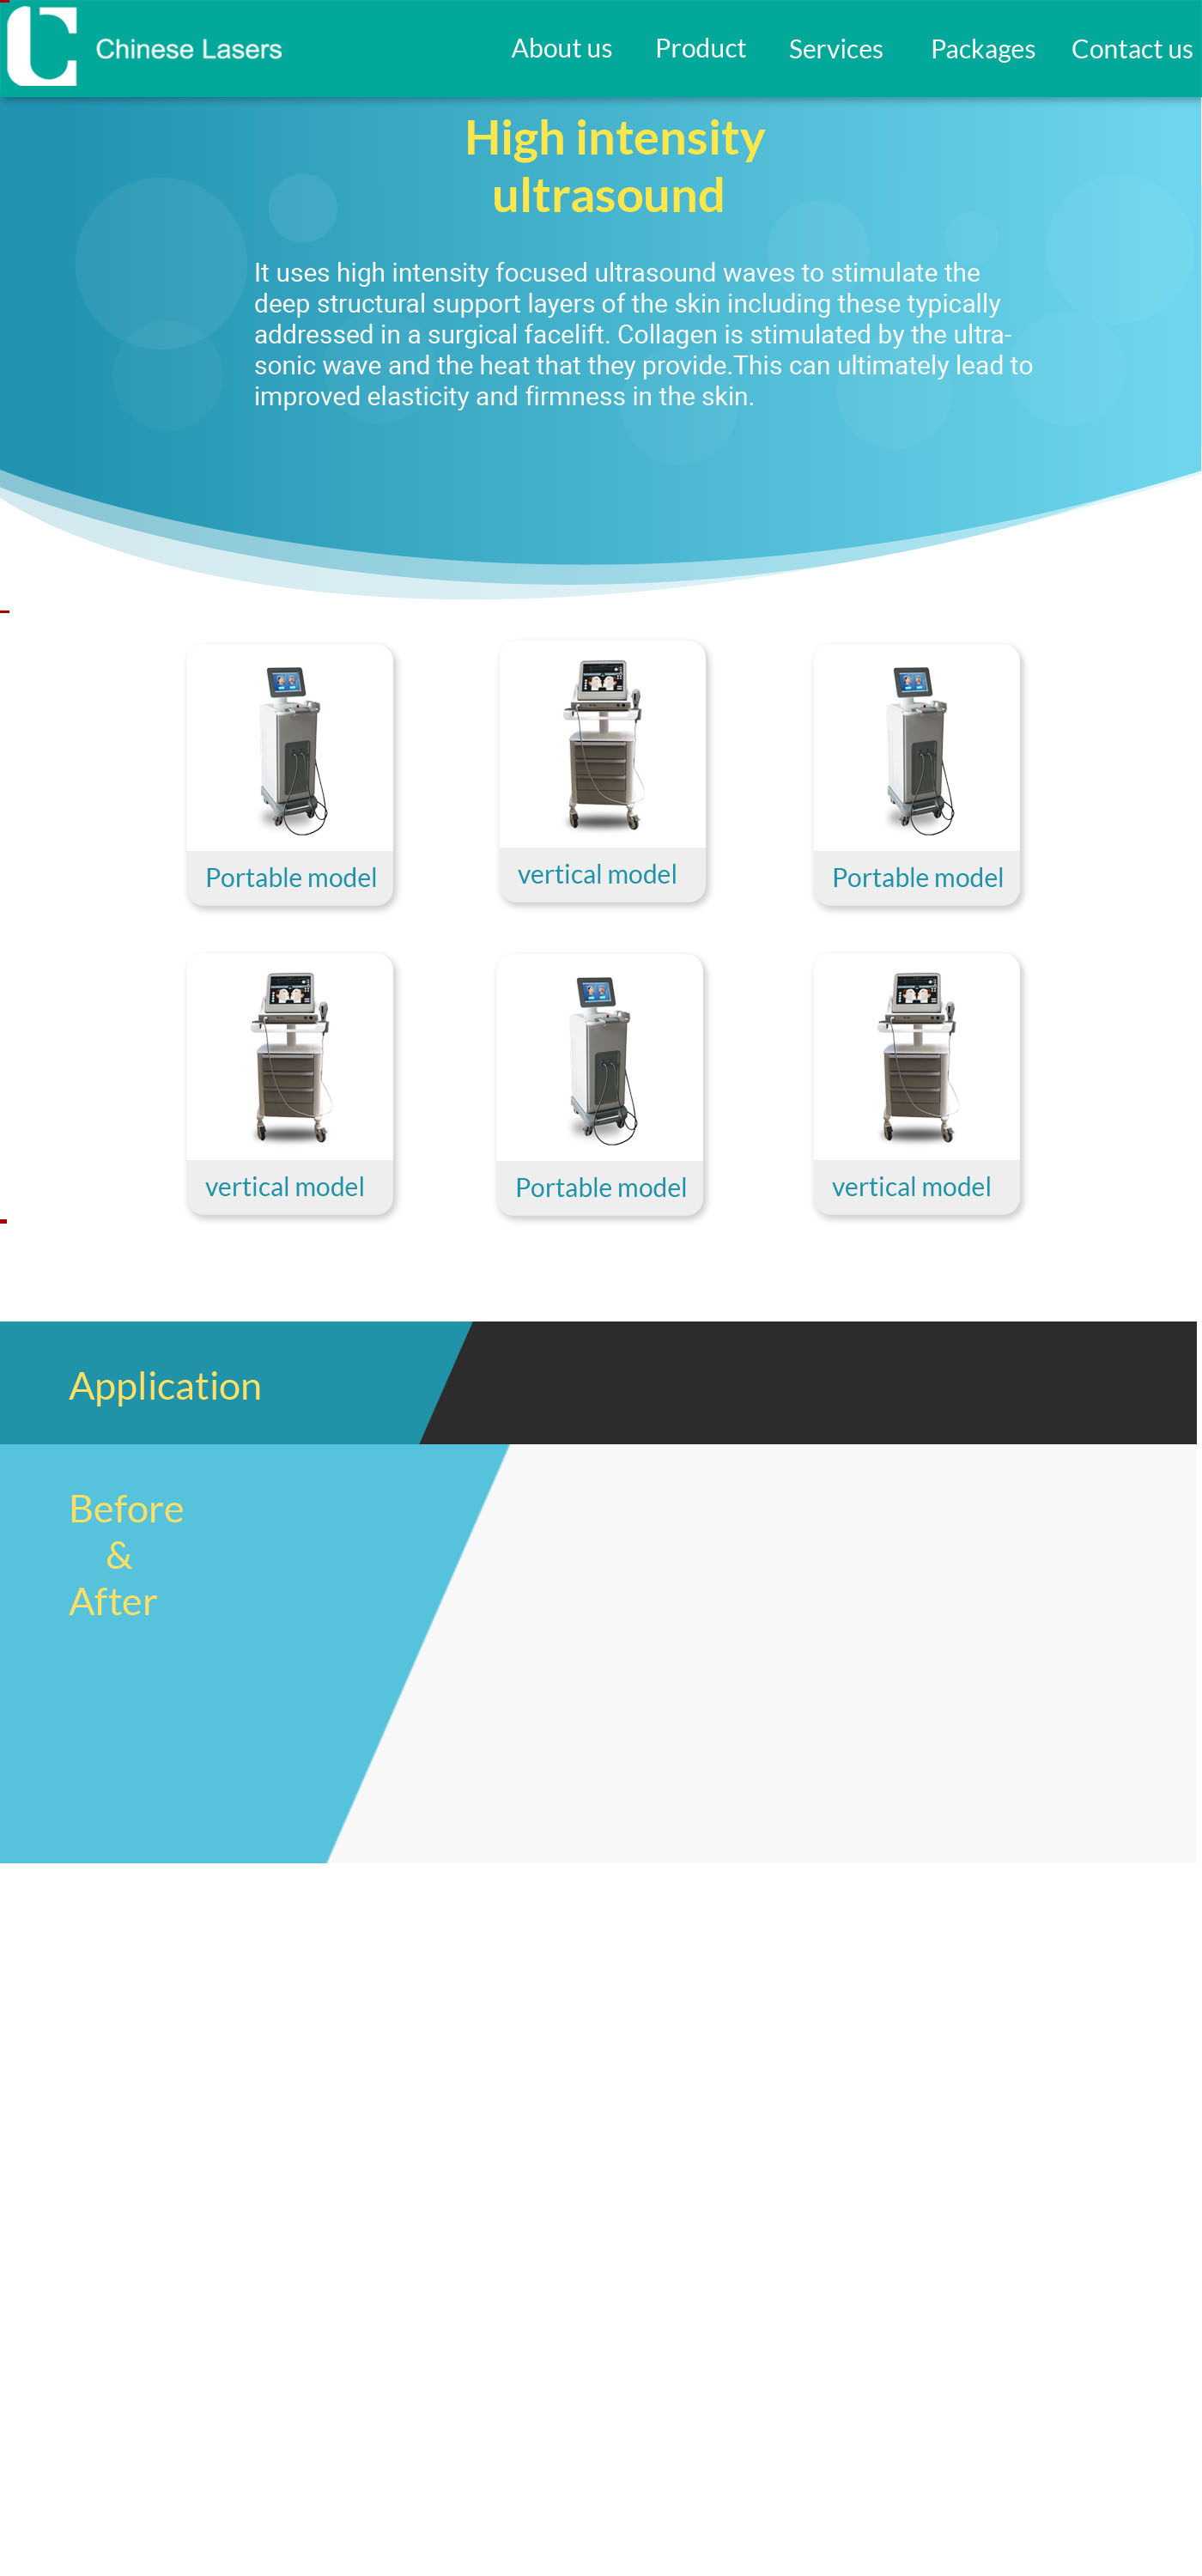 Chinese Lasers
About us
Product
Services
Packages
Contact us
High intensity
ultrasound
It uses high intensity focused ultrasound waves to stimulate the
deep structural support layers of the skin including these typically
addressed in a surgical facelift. Collagen is stimulated by the ultra-
sonic wave and the heat that they provide.This can ultimately lead to
improved elasticity and firmness in the skin.
Portable model
vertical model
Portable model
vertical model
Portable model
vertical model
Application
Before
&
After